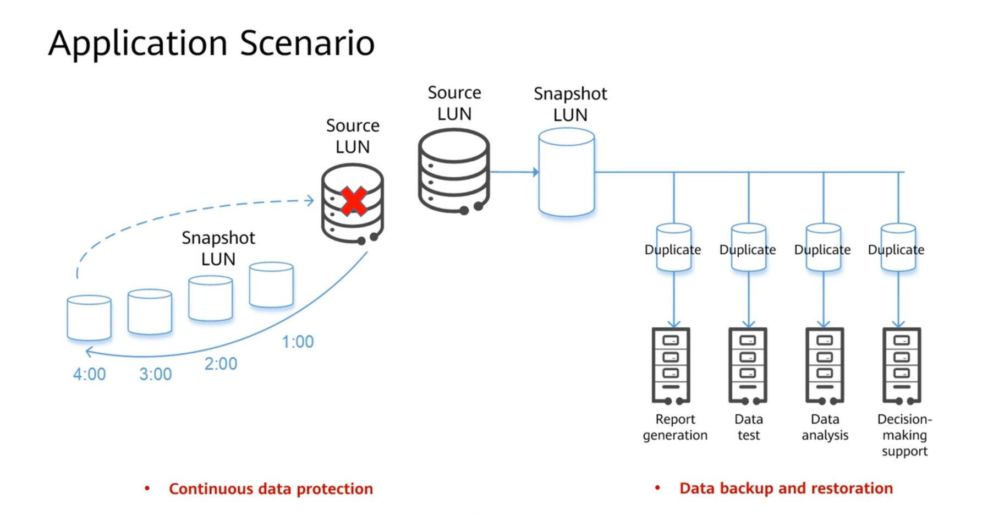 Application Scenario
Source
LUN
Snapshot
LUN
1:00
2:00
3:00
4:00
Continuous data protection
Source
LUN
Snapshot
LUN
Duplicate
Duplicate
Duplicate
Duplicate
Report
generation
Data
test
Data
analysis
Decision-
making
support
Data backup and restoration